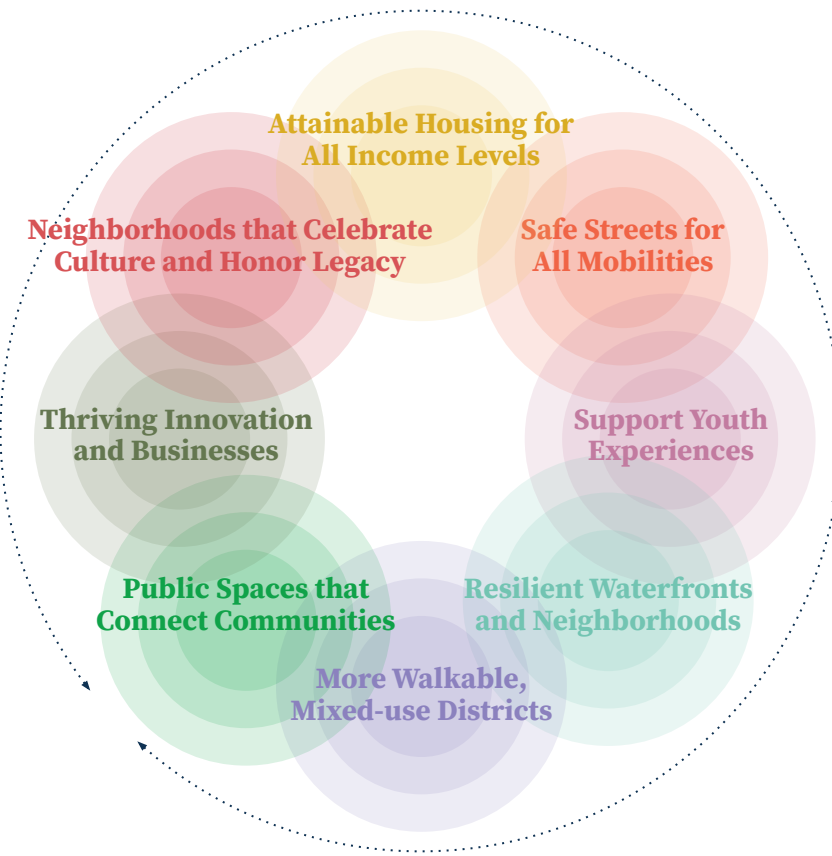 Attainable Housing for
All Income Levels
Neighborhoods that Celebrate
Culture and Honor Legacy
Safe Streets for
All Mobilities
Thriving Innovation
and Businesses
Support Youth
Experiences
Public Spaces that
Connect Communities
Resilient Waterfronts
and Neighborhoods
More Walkable,
Mixed-use Districts